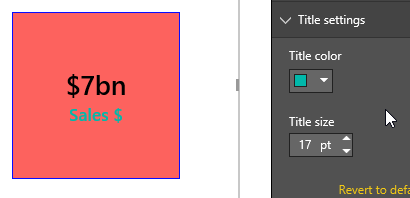 $7bn
Sales $
Title settings
Title color
Title size
17 pt
Revert to defa